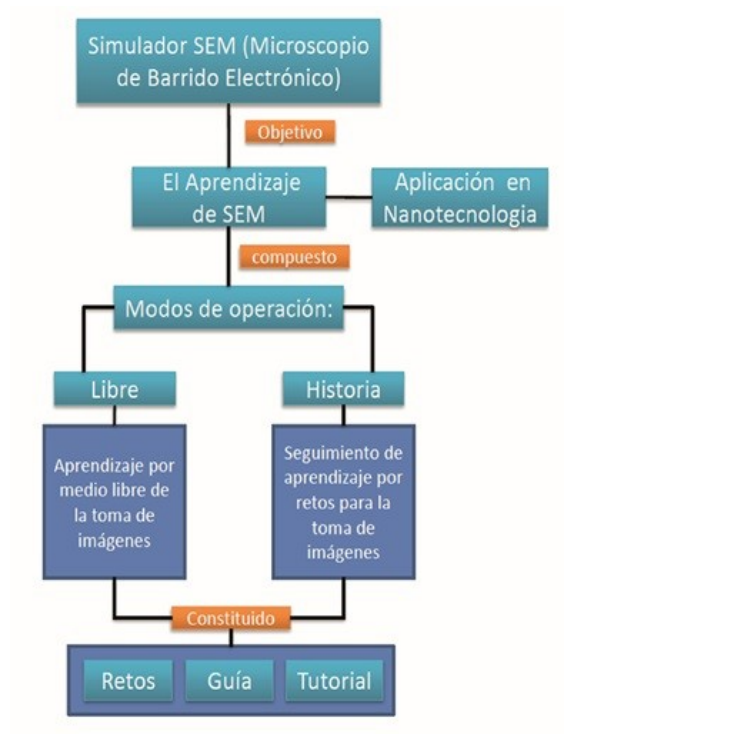 Simulador SEM (Microscopio
de Barrido Electrónico)
Objetivo
El Aprendizaje
de SEM
Aplicación en
Nanotecnologia
compuesto
Modos de operación:
Libre
Historia
Aprendizaje por
medio libre de
la toma de
imágenes
Seguimiento de
aprendizaje por
retos para la
toma de
imágenes
Constituido
Retos
Guía
Tutorial